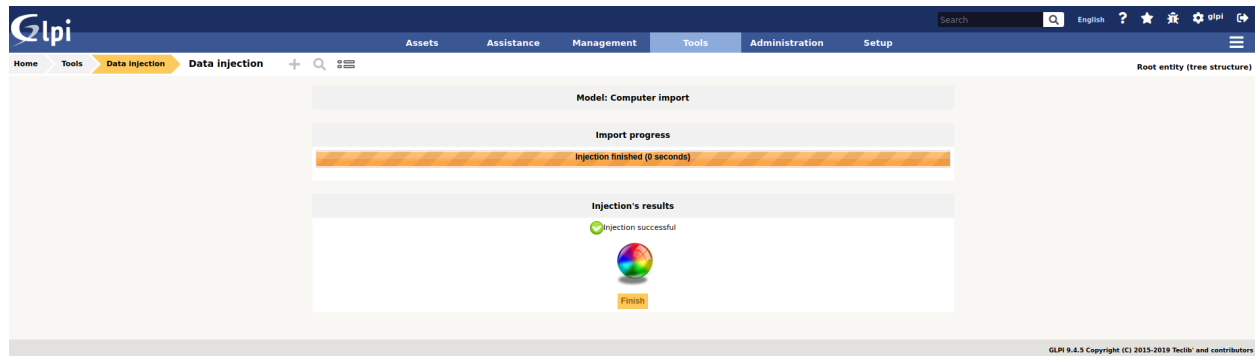 Glpi
Search English ? glpi
Assets Assistance Management Tools Administration Setup
Home Tools Data injection Data injection Root entity (tree structure)
Model: Computer import
Import progress
Injection finished (0 seconds)
Injection's results
Injection successful
Finish
GLPI 9.4.5 Copyright (C) 2015-2019 Teclib' and contributors